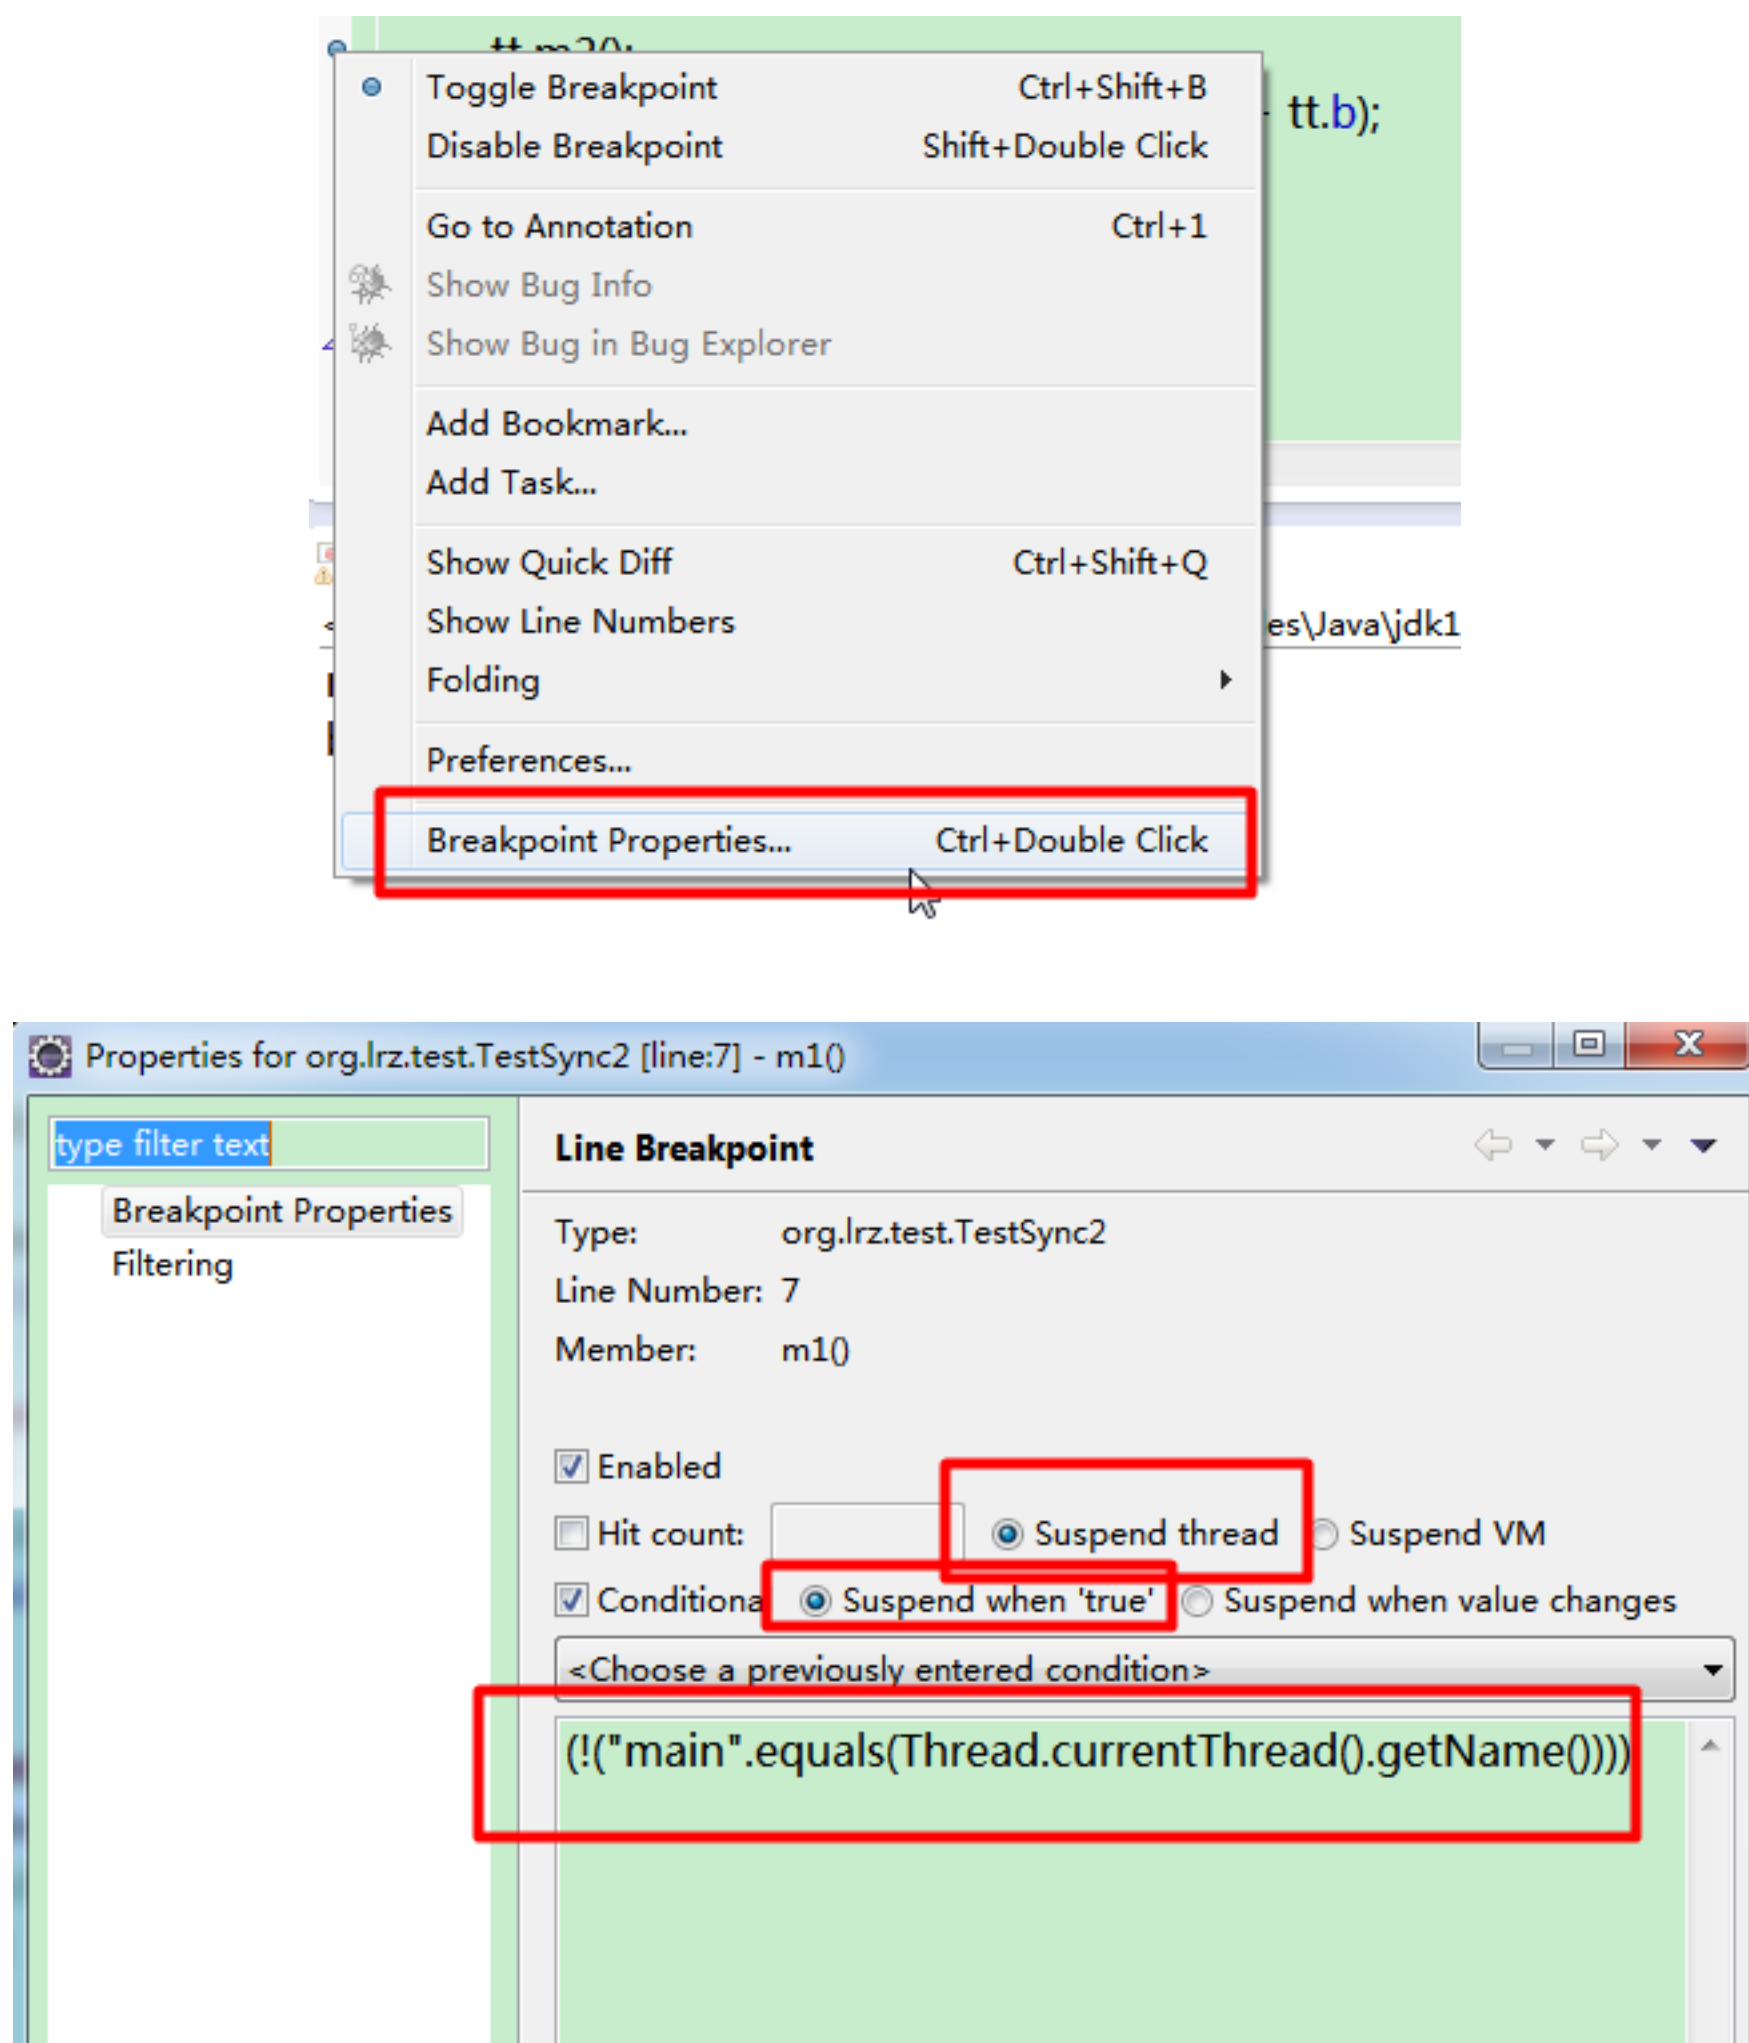 tt.m2();
Toggle Breakpoint Ctrl+Shift+B
tt.b);
Disable Breakpoint Shift+Double Click
Go to Annotation Ctrl+1
Show Bug Info
Show Bug in Bug Explorer
Add Bookmark...
Add Task...
Show Quick Diff Ctrl+Shift+Q
Show Line Numbers
es\Java\jdk1
Folding
Preferences...
Breakpoint Properties... Ctrl+Double Click
Properties for org.lrz.test.TestSync2 [line:7] - m1()
type filter text
Breakpoint Properties
Filtering
Line Breakpoint
Type: org.lrz.test.TestSync2
Line Number: 7
Member: m1()
Enabled
Hit count: Suspend thread Suspend VM
Conditiona Suspend when 'true' Suspend when value changes
<Choose a previously entered condition>
(!("main".equals(Thread.currentThread().getName())))